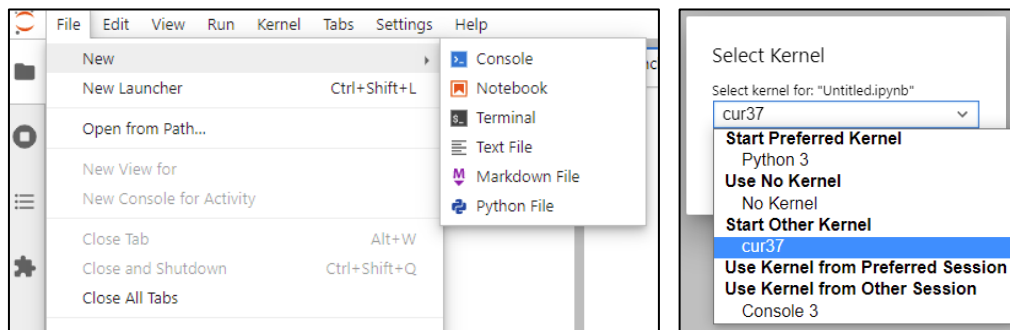 File Edit View Run Kernel Tabs Settings Help
New
New Launcher Ctrl+Shift+L
Open from Path...
New View for
New Console for Activity
Close Tab Alt+W
Close and Shutdown Ctrl+Shift+Q
Close All Tabs
Console
Notebook
Terminal
Text File
Markdown File
Python File
Select Kernel
Select kernel for: "Untitled.ipynb"
cur37
Start Preferred Kernel
Python 3
Use No Kernel
No Kernel
Start Other Kernel
cur37
Use Kernel from Preferred Session
Use Kernel from Other Session
Console 3